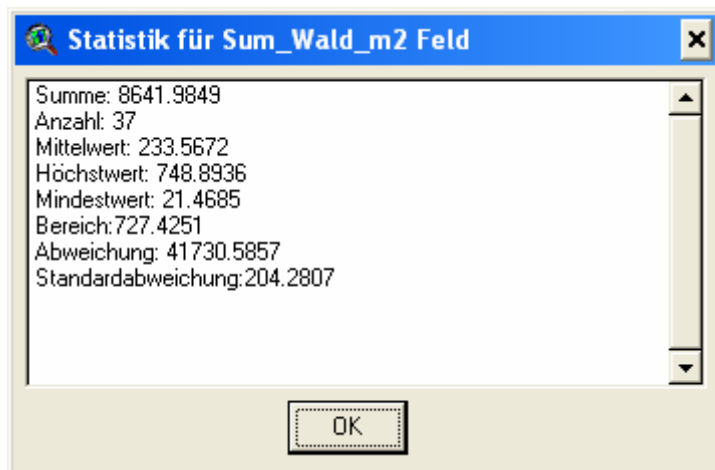 Statistik für Sum_Wald_m2 Feld
Summe: 8641.9849
Anzahl: 37
Mittelwert: 233.5672
Höchstwert: 748.8936
Mindestwert: 21.4685
Bereich:727.4251
Abweichung: 41730.5857
Standardabweichung:204.2807
OK